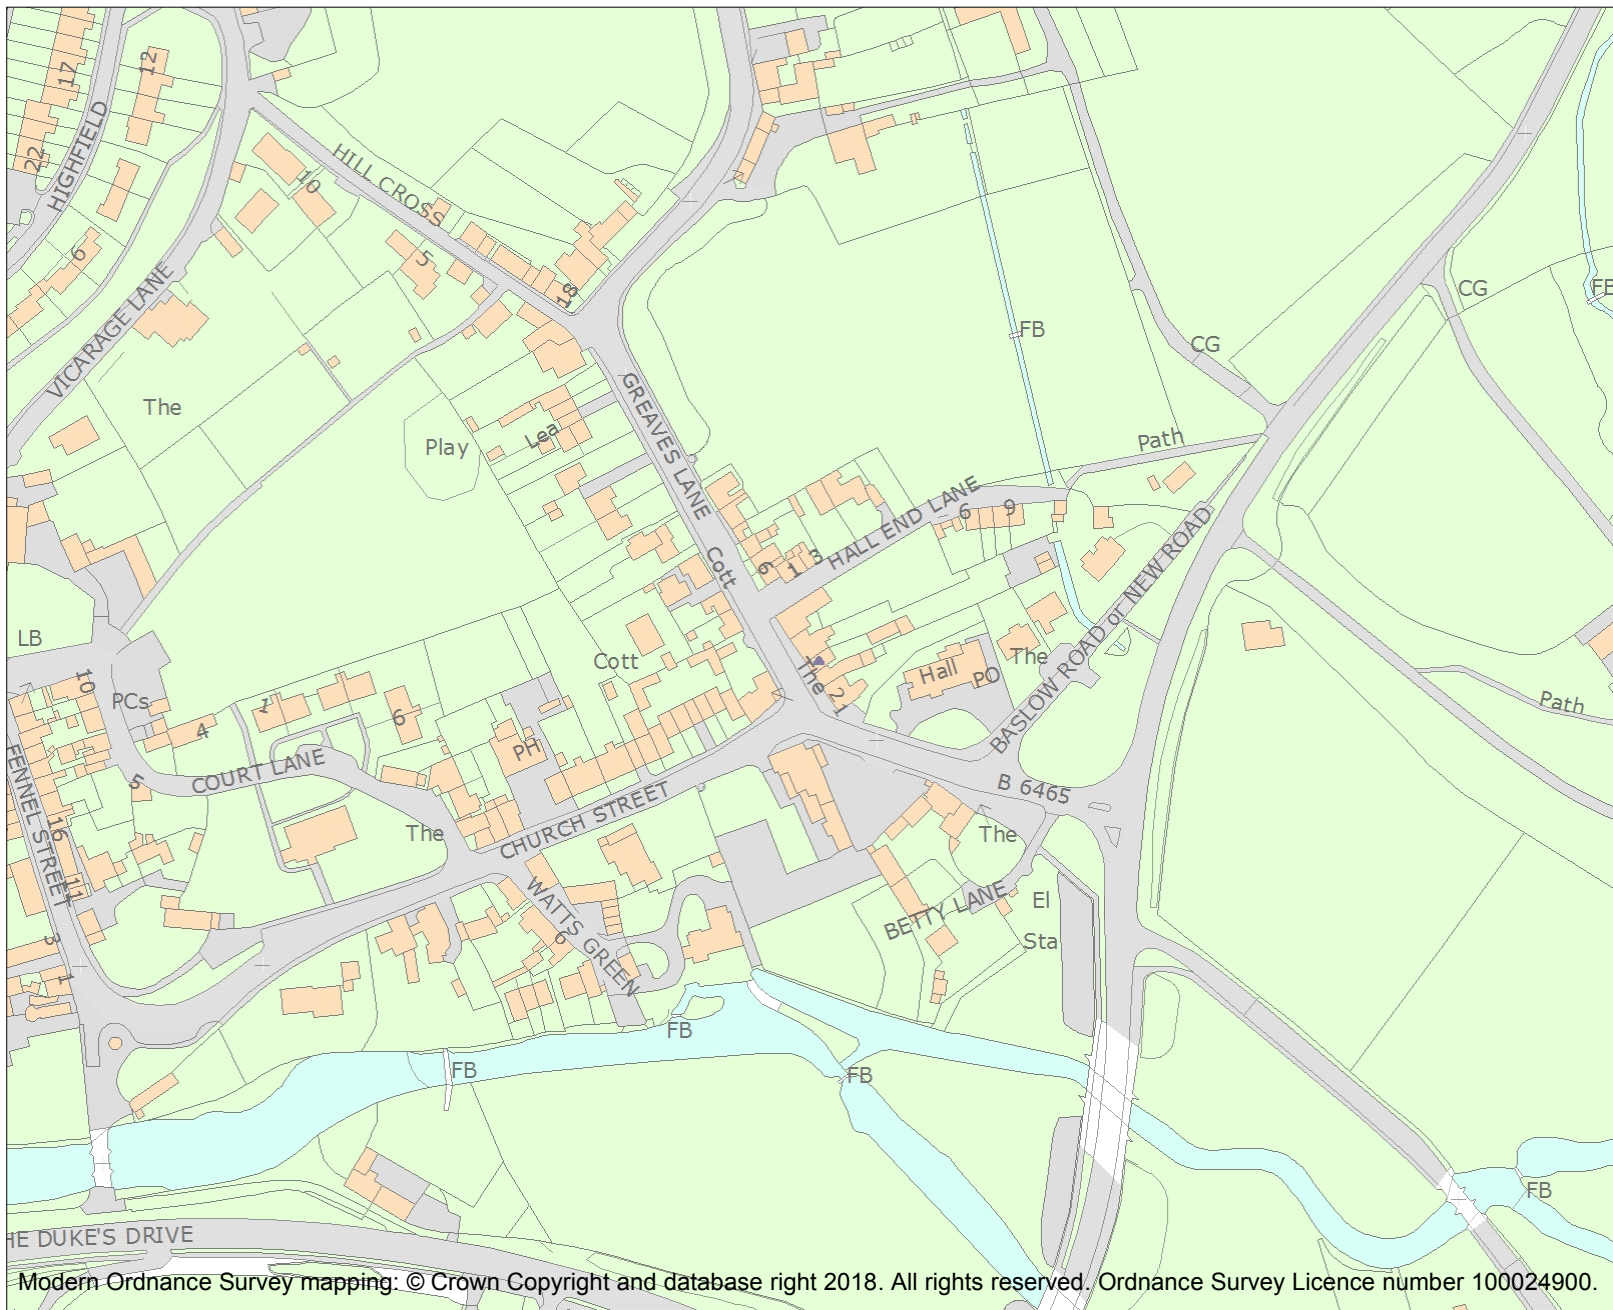 17
12
HIGHFIELD
22
6
VICARAGE LANE
HILL CROSS
10
5
18
The
Play
Lea
GREAVES LANE
Cott
FB
CG
CG
FB
Path
HALL END LANE
6
1
3
6
9
BASLOW ROAD or NEW ROAD
Cott
The
21
Hall
PO
The
LB
10
PCs
4
1
6
5
COURT LANE
PH
CHURCH STREET
B 6465
Path
FENNEL STREET
16
11
3
1
The
WATTS GREEN
6
The
BETTY LANE
El
Sta
FB
FB
FB
FB
HE DUKE'S DRIVE
Modern Ordnance Survey mapping: © Crown Copyright and database right 2018. All rights reserved. Ordnance Survey Licence number 100024900.